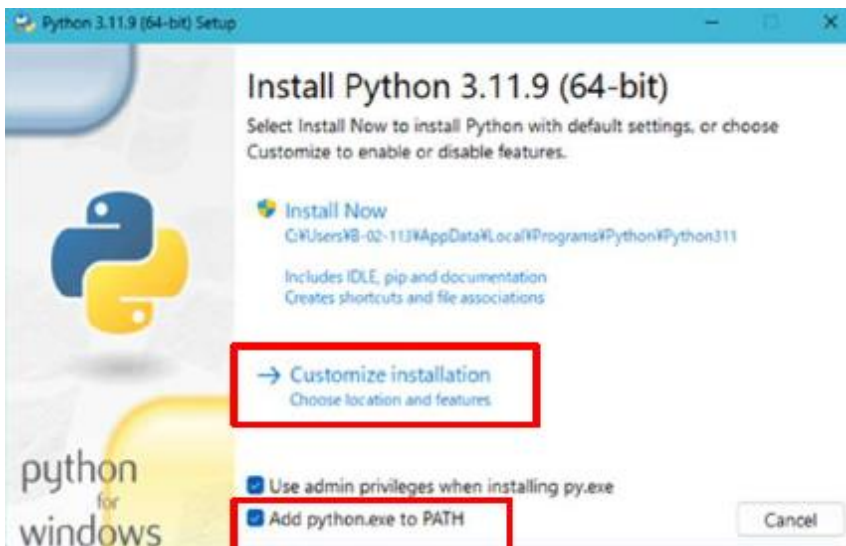 Python 3.11.9 (64-bit) Setup
Install Python 3.11.9 (64-bit)
Select Install Now to install Python with default settings, or choose
Customize to enable or disable features.
Install Now
C:¥Users¥B-02-113¥AppData¥Local¥Programs¥Python¥Python311
Includes IDLE, pip and documentation
Creates shortcuts and file associations
→ Customize installation
Choose location and features
python
for
windows
Use admin privileges when installing py.exe
Add python.exe to PATH
Cancel